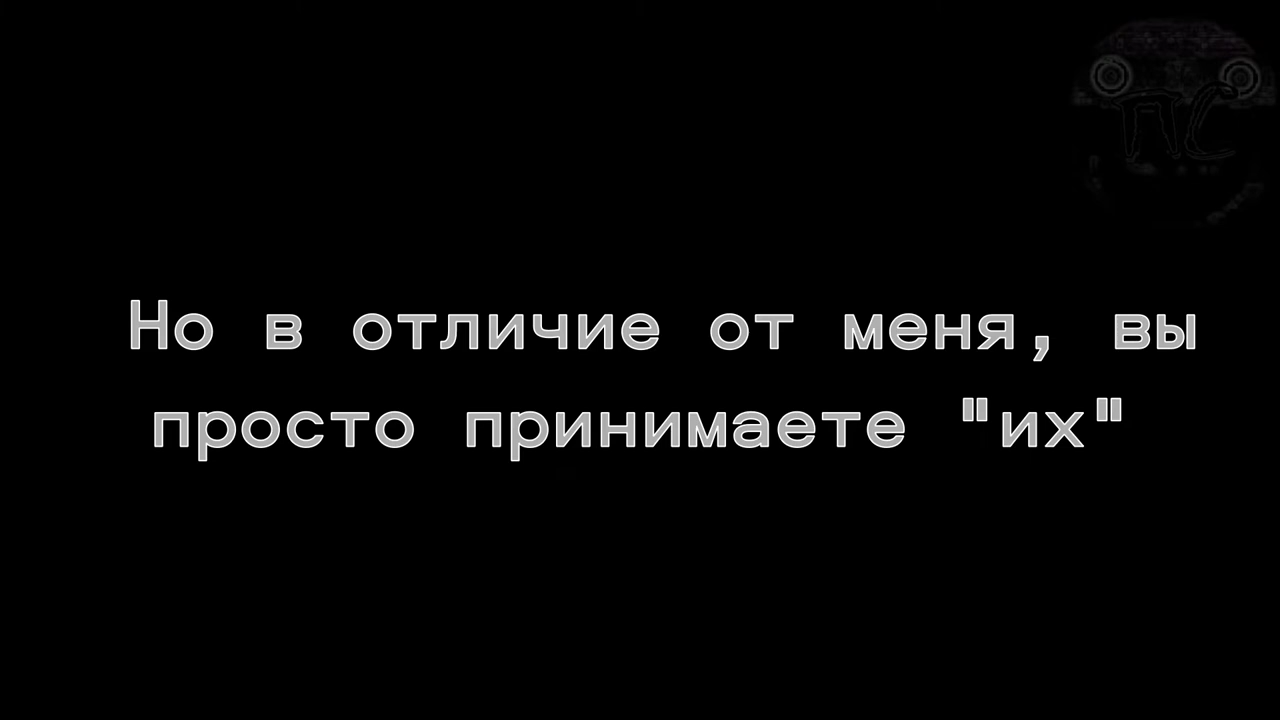 ПС
Но в отличие от меня, вы
просто принимаете "их"